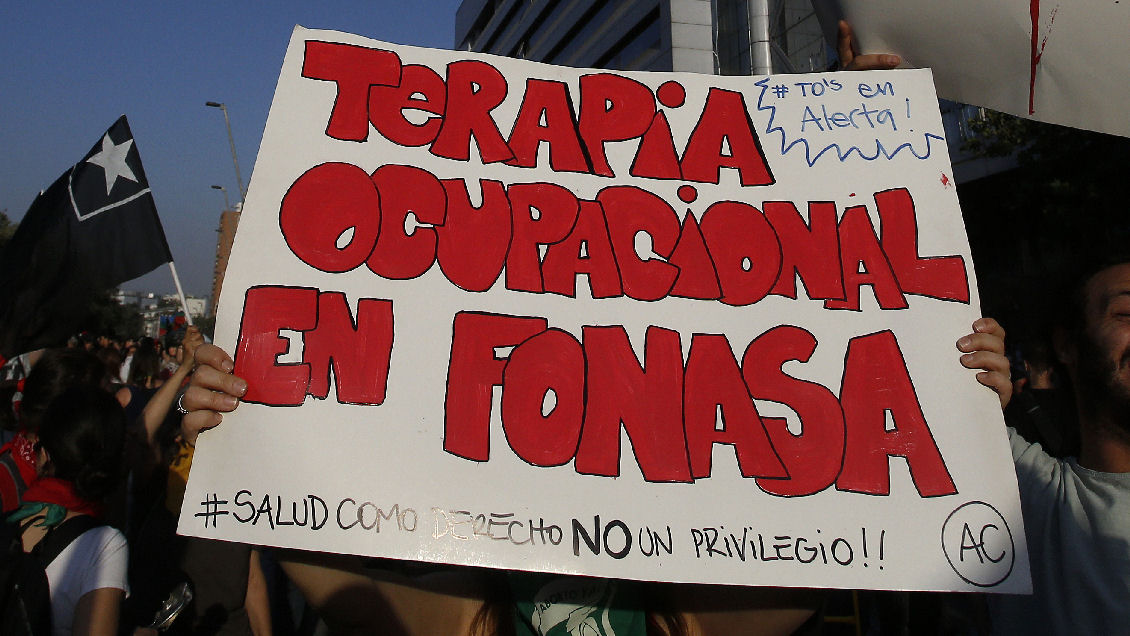 TeRAPiA
OCUPACiONAL
EN FONASA
# TO's en
Alerta!
#SALUD COMO DERECHO NO UN PRIViLEGiO!!
AC